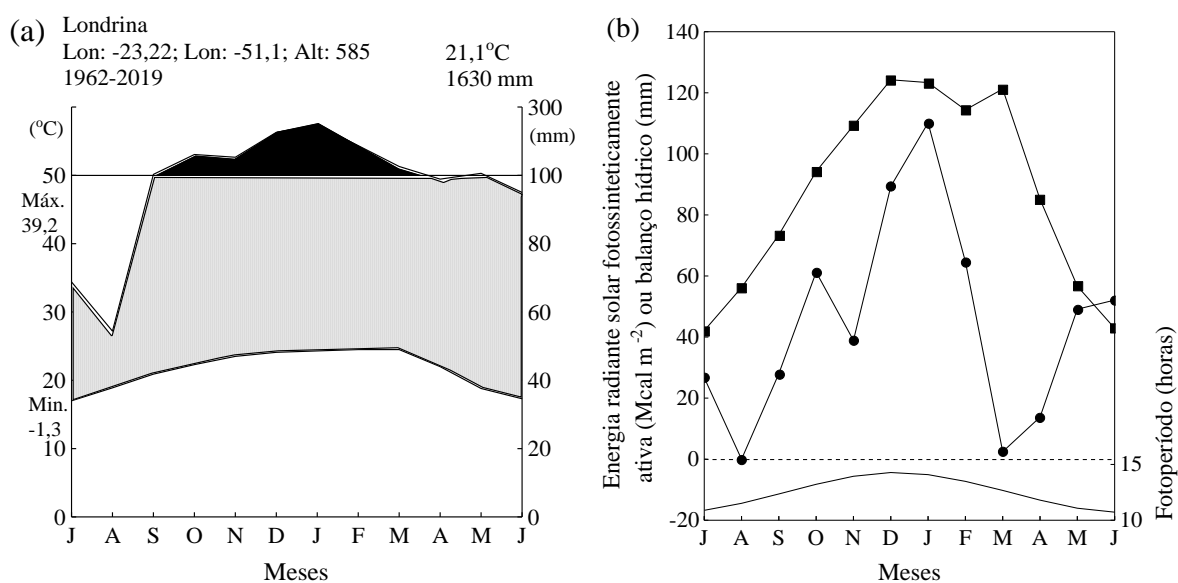 (a) Londrina
Lon: -23,22; Lon: -51,1; Alt: 585 21,1°C
1962-2019 1630 mm
(°C)
50
Máx.
39,2
40
30
20
Min.
-1,3
10
0
300
(mm)
100
80
60
40
20
0
J A S O N D J F M A M J
Meses
(b)
Energia radiante solar fotossinteticamente
ativa (Mcal m⁻²) ou balanço hídrico (mm)
140
120
100
80
60
40
20
0
-20
15
10
Fotoperíodo (horas)
J A S O N D J F M A M J
Meses